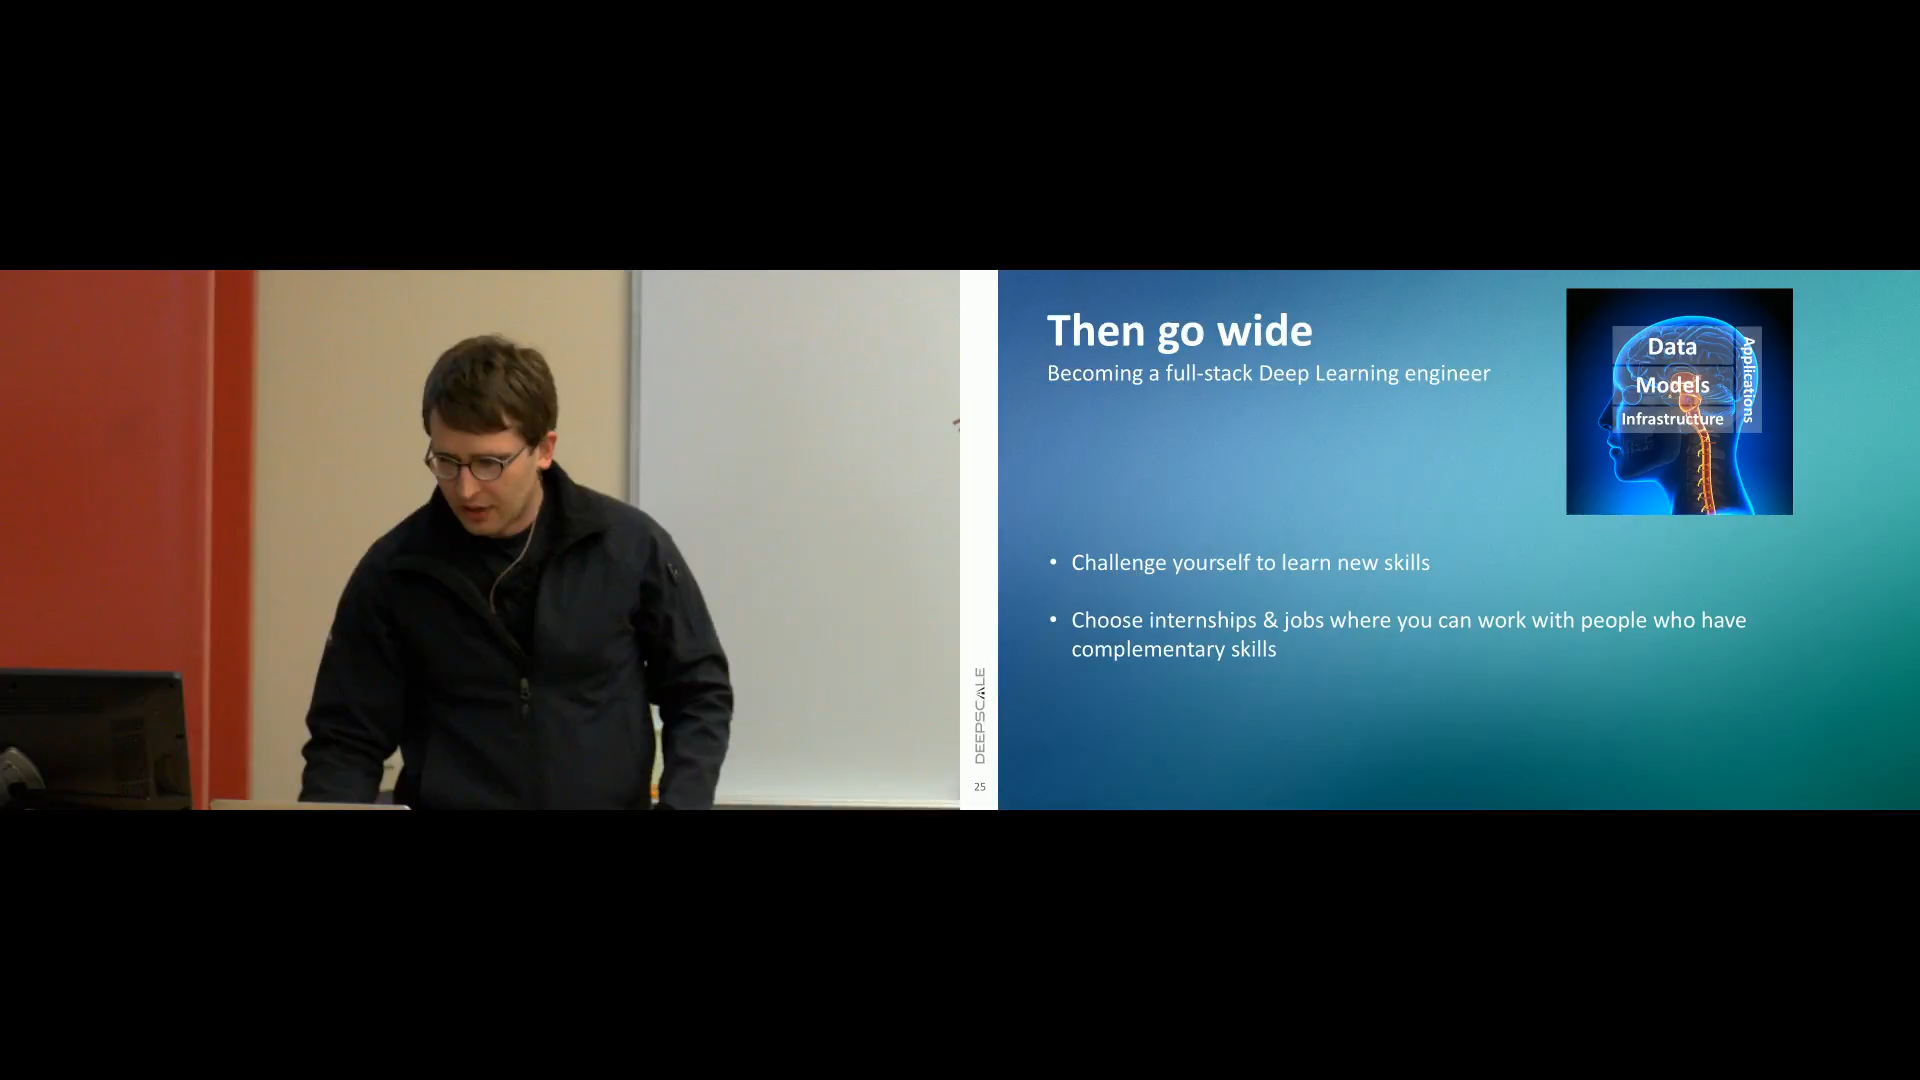 Then go wide
Becoming a full-stack Deep Learning engineer
Data
Models
Infrastructure
Applications
• Challenge yourself to learn new skills
• Choose internships & jobs where you can work with people who have
complementary skills
DEEPSCALE
25